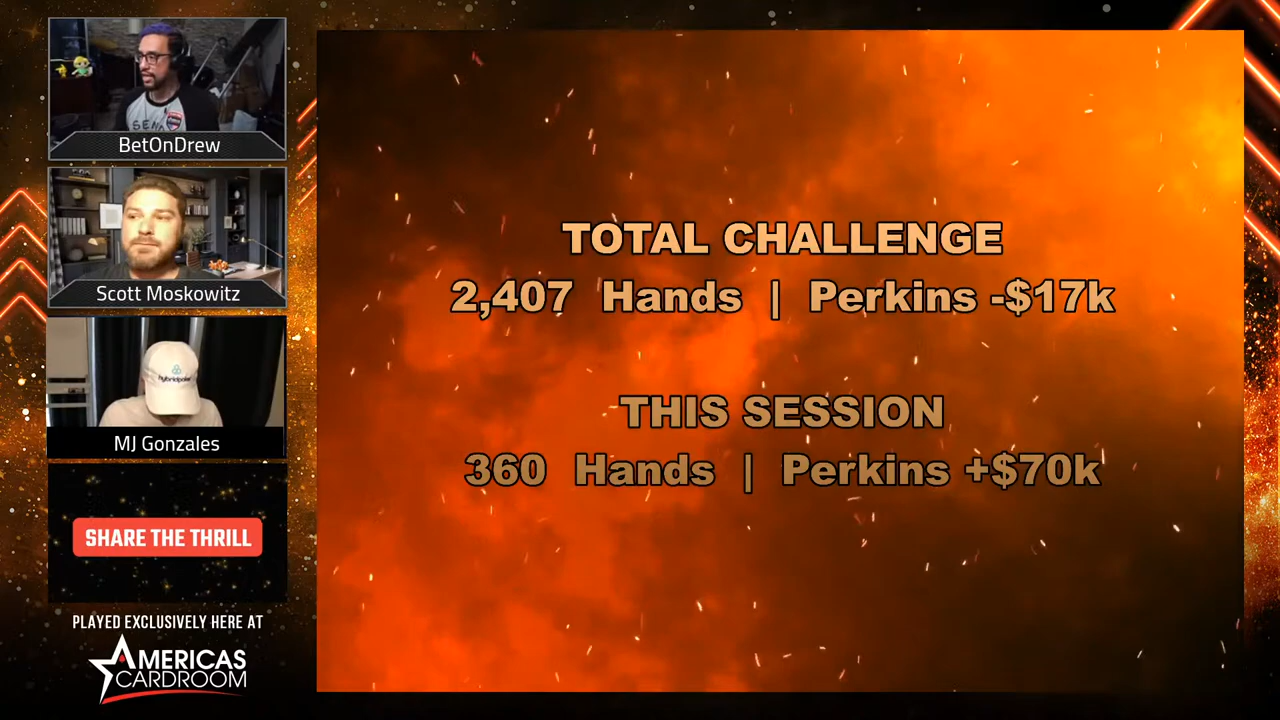 BetOnDrew
Scott Moskowitz
hybridpoker
MJ Gonzales
SHARE THE THRILL
PLAYED EXCLUSIVELY HERE AT
AMERICAS
CARDROOM
TOTAL CHALLENGE
2,407 Hands | Perkins -$17k
THIS SESSION
360 Hands | Perkins +$70k